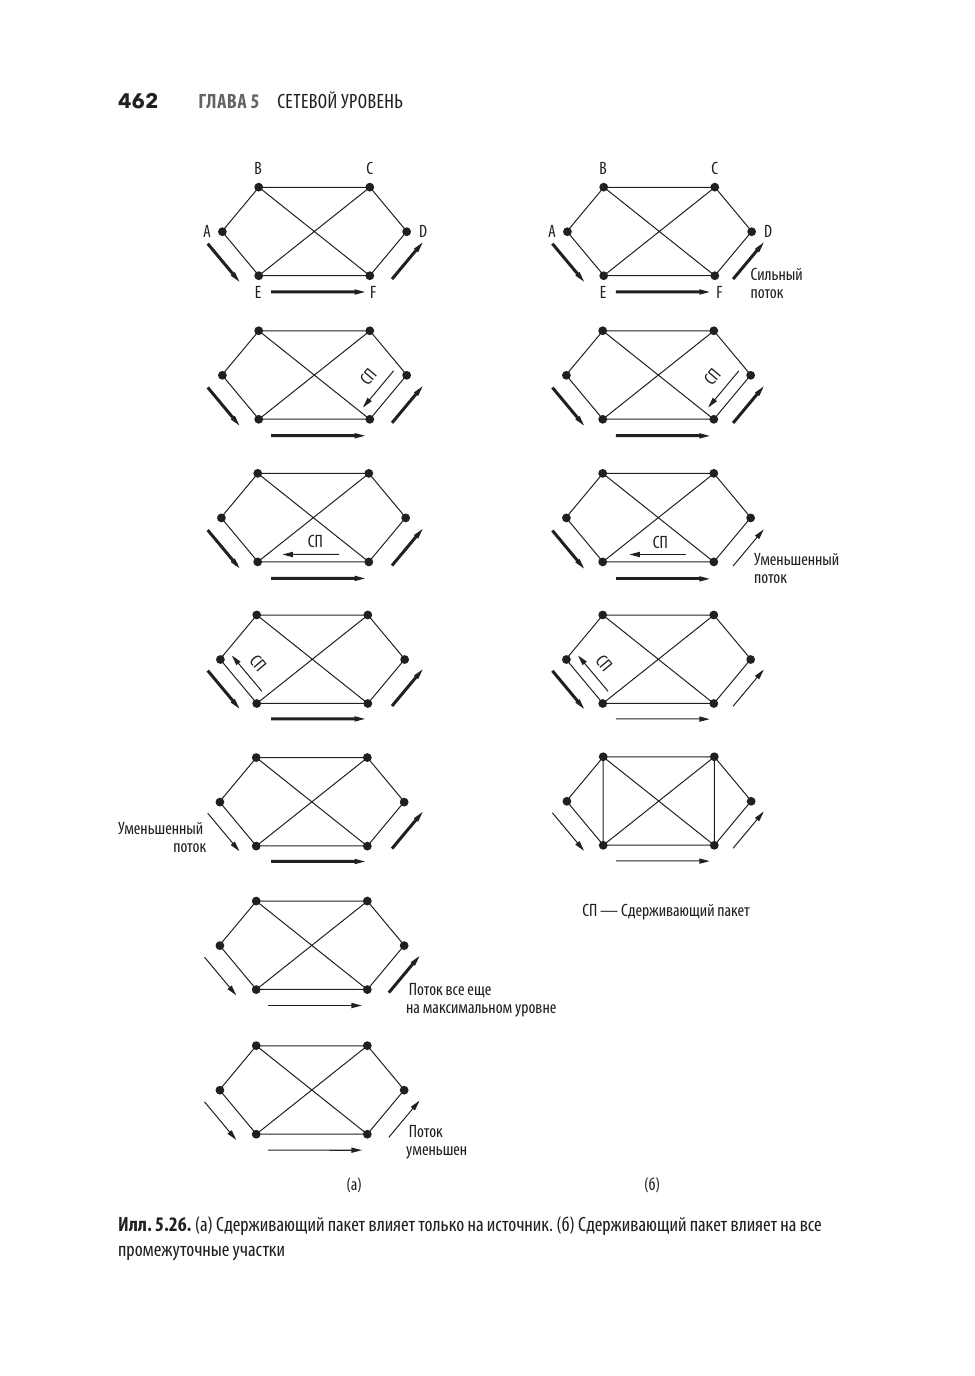 462 ГЛАВА 5 СЕТЕВОЙ УРОВЕНЬ
B C
A D
E F
СП
СП
СП
Уменьшенный
поток
Поток все еще
на максимальном уровне
Поток
уменьшен
(а)
B C
A D
E F
Сильный
поток
СП
СП
Уменьшенный
поток
СП
СП — Сдерживающий пакет
(б)
Илл. 5.26. (а) Сдерживающий пакет влияет только на источник. (б) Сдерживающий пакет влияет на все
промежуточные участки